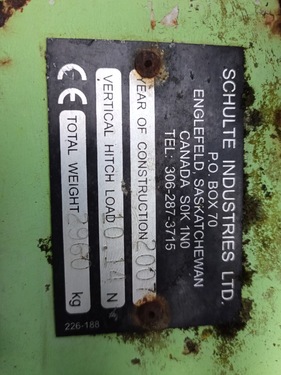 SCHULTE INDUSTRIES LTD.
P.O. BOX 70
ENGLEFELD, SASKATCHEWAN
CANADA S0K 1N0
TEL: 306-287-3715
YEAR OF CONSTRUCTION 2007
VERTICAL HITCH LOAD N
CE TOTAL WEIGHT 2960 kg
226-188